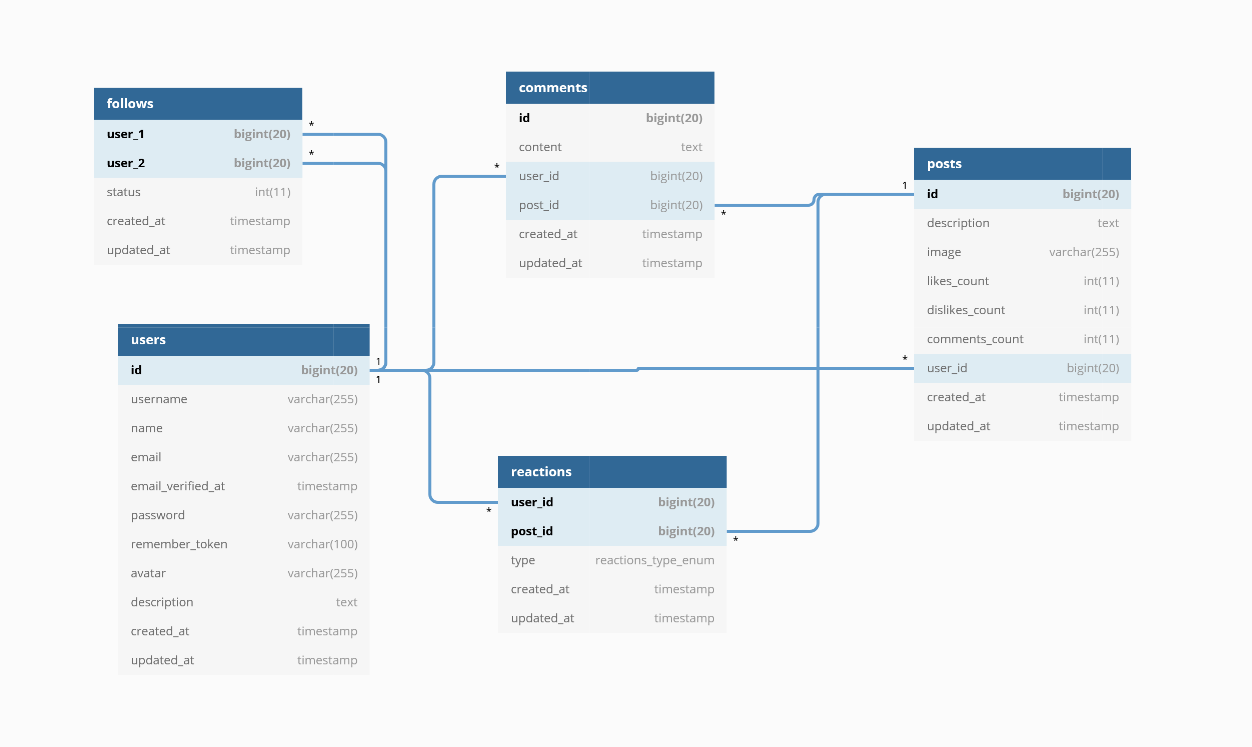 follows
user_1 bigint(20)
user_2 bigint(20)
status int(11)
created_at timestamp
updated_at timestamp
*
*
comments
id bigint(20)
content text
user_id bigint(20)
post_id bigint(20)
created_at timestamp
updated_at timestamp
*
*
posts
id bigint(20)
description text
image varchar(255)
likes_count int(11)
dislikes_count int(11)
comments_count int(11)
user_id bigint(20)
created_at timestamp
updated_at timestamp
1
*
users
id bigint(20)
username varchar(255)
name varchar(255)
email varchar(255)
email_verified_at timestamp
password varchar(255)
remember_token varchar(100)
avatar varchar(255)
description text
created_at timestamp
updated_at timestamp
1
1
reactions
user_id bigint(20)
post_id bigint(20)
type reactions_type_enum
created_at timestamp
updated_at timestamp
*
*